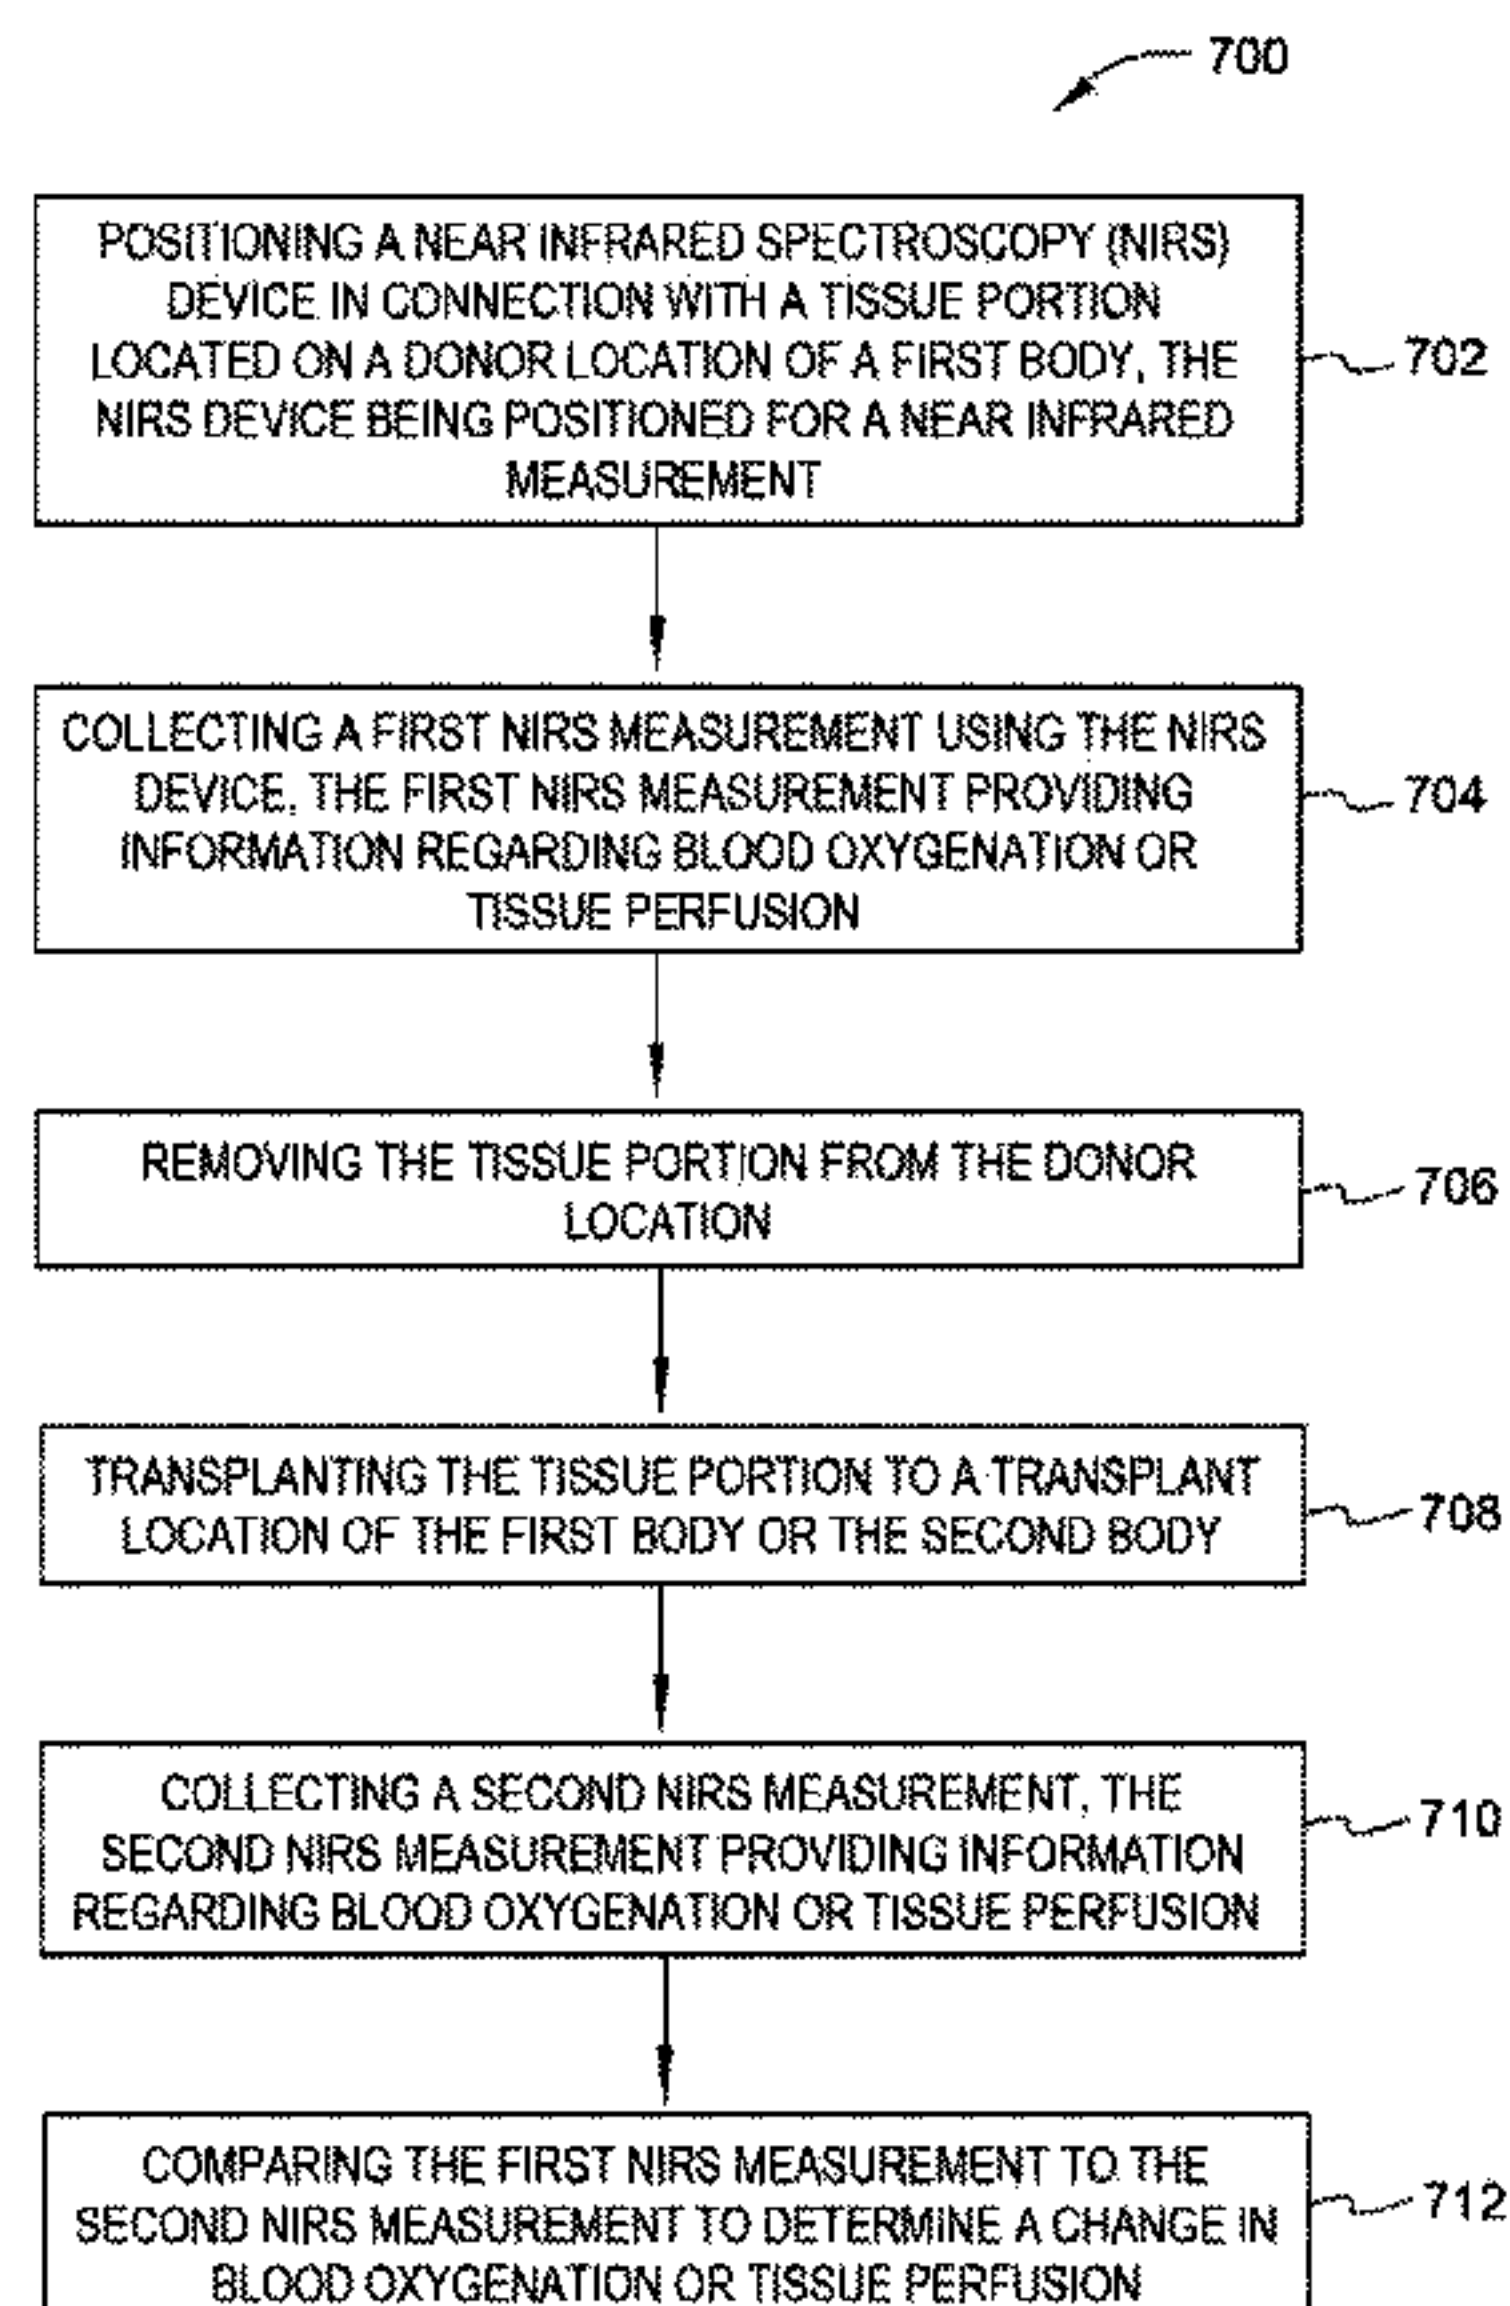 700
POSITIONING A NEAR INFRARED SPECTROSCOPY (NIRS)
DEVICE IN CONNECTION WITH A TISSUE PORTION
LOCATED ON A DONOR LOCATION OF A FIRST BODY, THE
NIRS DEVICE BEING POSITIONED FOR A NEAR INFRARED
MEASUREMENT
702
COLLECTING A FIRST NIRS MEASUREMENT USING THE NIRS
DEVICE, THE FIRST NIRS MEASUREMENT PROVIDING
INFORMATION REGARDING BLOOD OXYGENATION OR
TISSUE PERFUSION
704
REMOVING THE TISSUE PORTION FROM THE DONOR
LOCATION
706
TRANSPLANTING THE TISSUE PORTION TO A TRANSPLANT
LOCATION OF THE FIRST BODY OR THE SECOND BODY
708
COLLECTING A SECOND NIRS MEASUREMENT, THE
SECOND NIRS MEASUREMENT PROVIDING INFORMATION
REGARDING BLOOD OXYGENATION OR TISSUE PERFUSION
710
COMPARING THE FIRST NIRS MEASUREMENT TO THE
SECOND NIRS MEASUREMENT TO DETERMINE A CHANGE IN
BLOOD OXYGENATION OR TISSUE PERFUSION
712